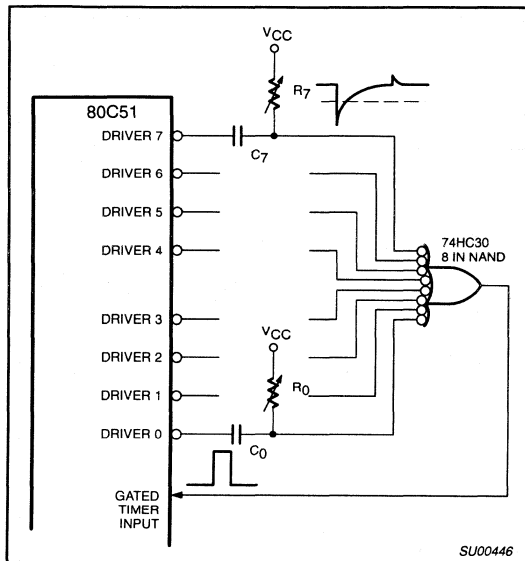 VCC
R7
80C51
DRIVER 7
C7
DRIVER 6
DRIVER 5
DRIVER 4
74HC30
8 IN NAND
DRIVER 3
VCC
DRIVER 2
R0
DRIVER 1
DRIVER 0
C0
GATED
TIMER
INPUT
SU00446